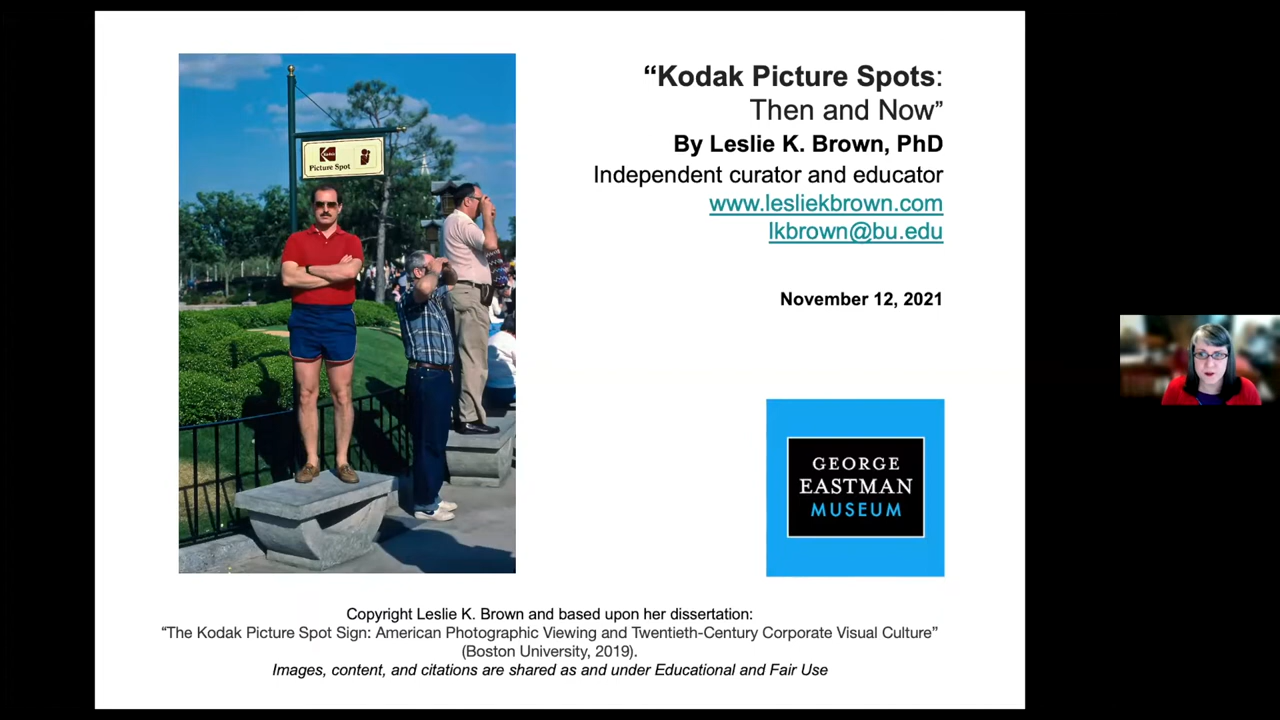 Kodak
Picture Spot
“Kodak Picture Spots:
Then and Now”
By Leslie K. Brown, PhD
Independent curator and educator
www.lesliekbrown.com
lkbrown@bu.edu
November 12, 2021
GEORGE
EASTMAN
MUSEUM
Copyright Leslie K. Brown and based upon her dissertation:
“The Kodak Picture Spot Sign: American Photographic Viewing and Twentieth-Century Corporate Visual Culture”
(Boston University, 2019).
Images, content, and citations are shared as and under Educational and Fair Use